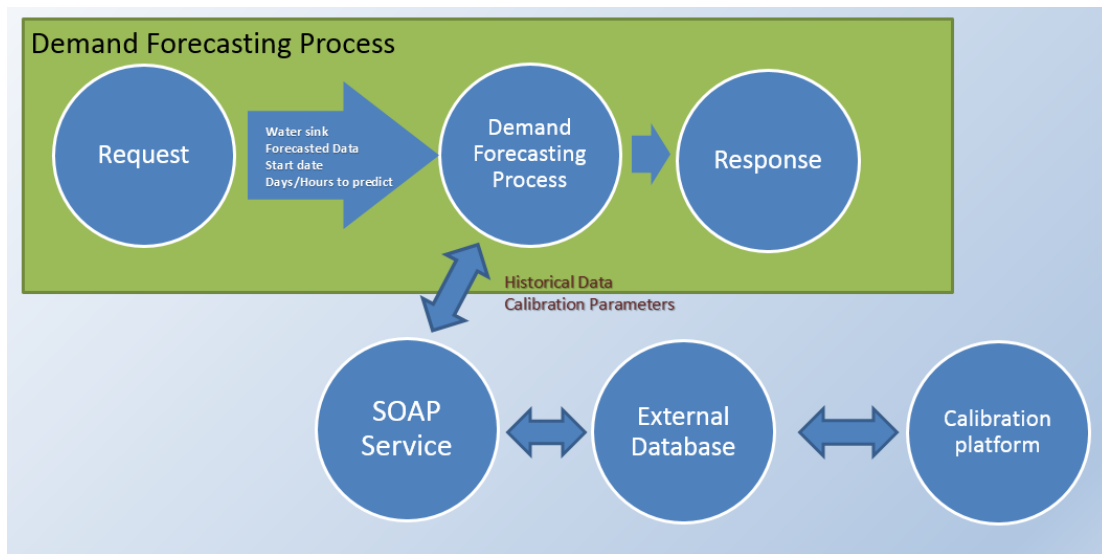 Demand Forecasting Process
Request
Water sink
Forecasted Data
Start date
Days/Hours to predict
Demand
Forecasting
Process
Response
Historical Data
Calibration Parameters
SOAP
Service
External
Database
Calibration
platform